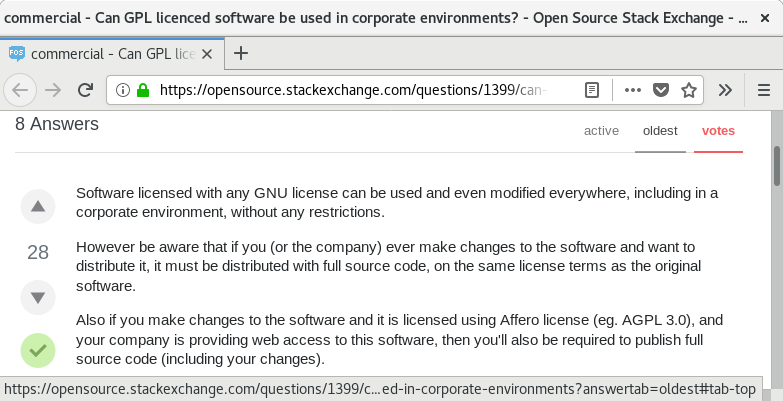 commercial - Can GPL licenced software be used in corporate environments? - Open Source Stack Exchange - ... ×
FOS commercial - Can GPL lice × +
https://opensource.stackexchange.com/questions/1399/can-
8 Answers
active oldest votes
Software licensed with any GNU license can be used and even modified everywhere, including in a
corporate environment, without any restrictions.
28
However be aware that if you (or the company) ever make changes to the software and want to
distribute it, it must be distributed with full source code, on the same license terms as the original
software.
Also if you make changes to the software and it is licensed using Affero license (eg. AGPL 3.0), and
your company is providing web access to this software, then you'll also be required to publish full
source code (including your changes).
https://opensource.stackexchange.com/questions/1399/c...ed-in-corporate-environments?answertab=oldest#tab-top